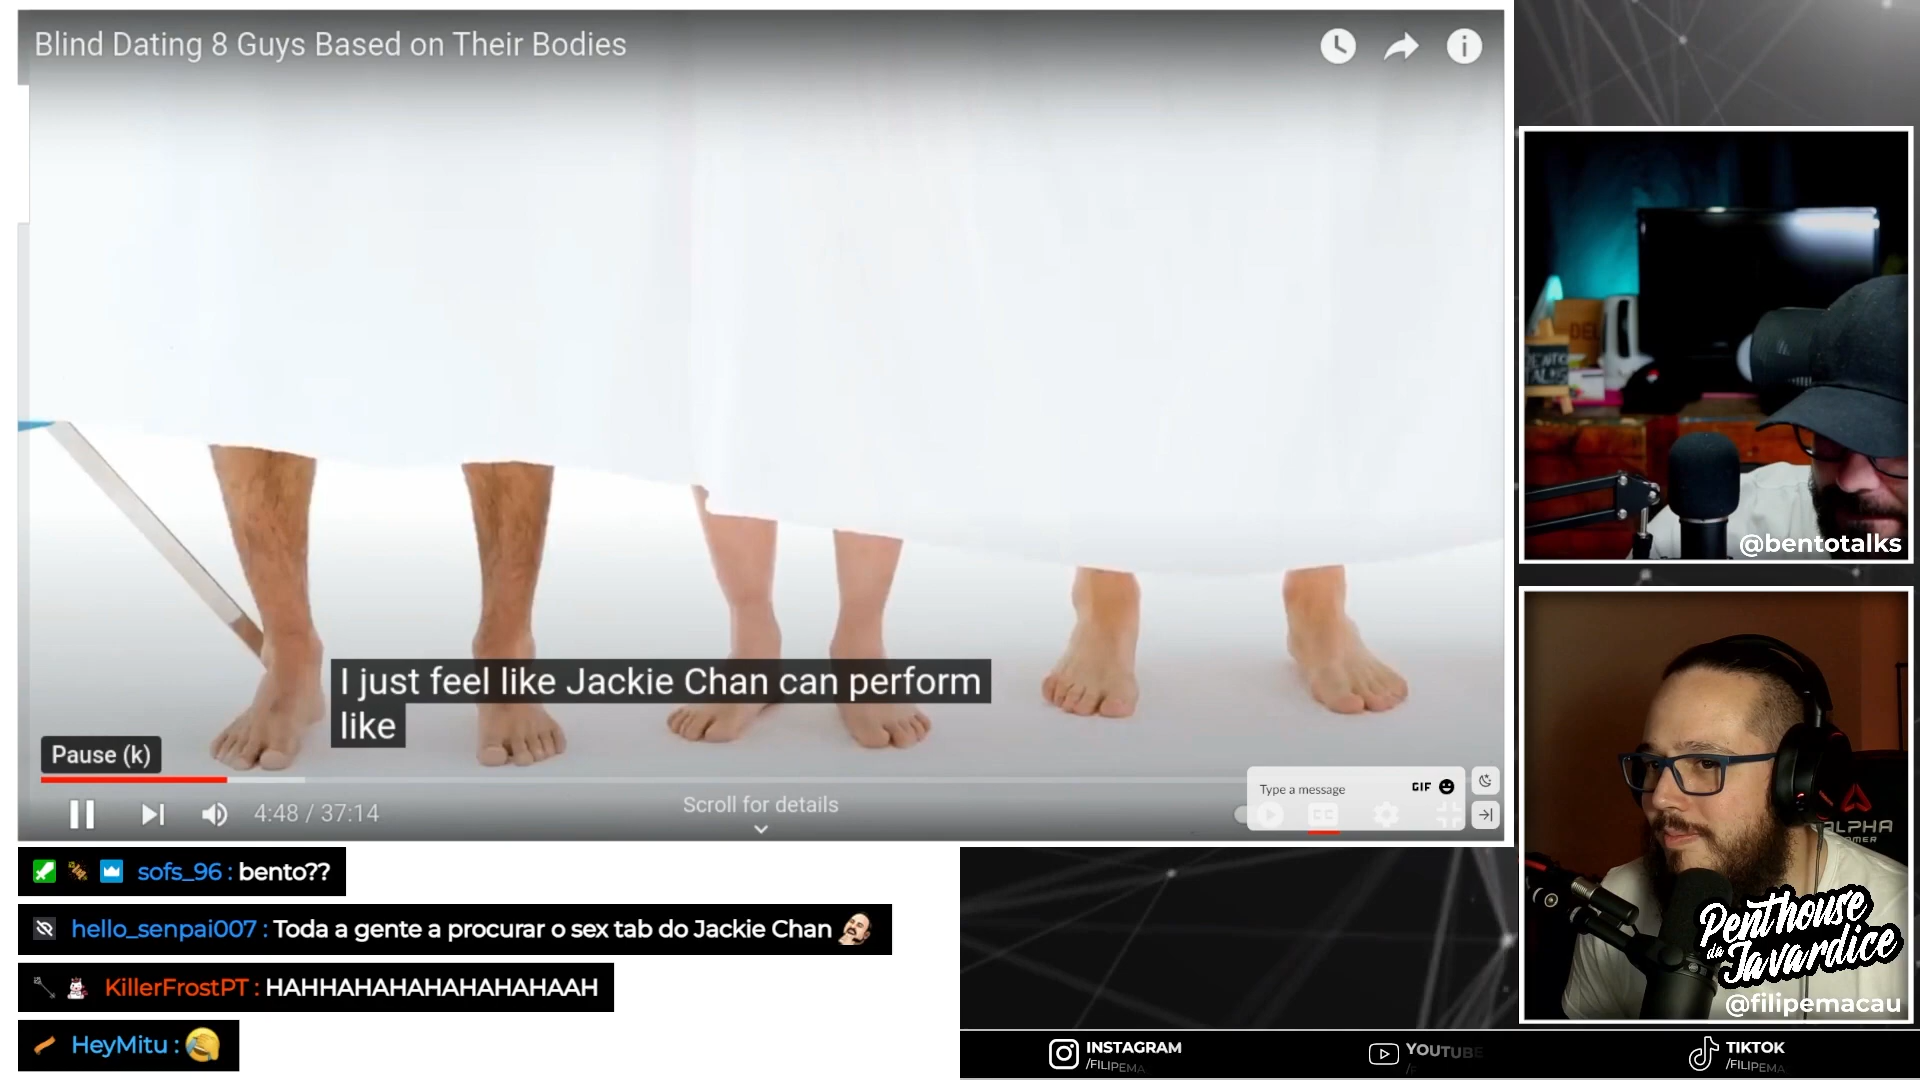 Blind Dating 8 Guys Based on Their Bodies
I just feel like Jackie Chan can perform
like
Pause (k)
4:48 / 37:14
Scroll for details
Type a message
GIF
CC
sofs_96 : bento??
hello_senpai007 : Toda a gente a procurar o sex tab do Jackie Chan
KillerFrostPT : HAHHAHAHAHAHAHAHAAH
HeyMitu :
@bentotalks
ALPHA
Penthouse
da
Javardice
@filipemacau
INSTAGRAM
/FILIPEMA
YOUTUBE
TIKTOK
/FILIPEMA